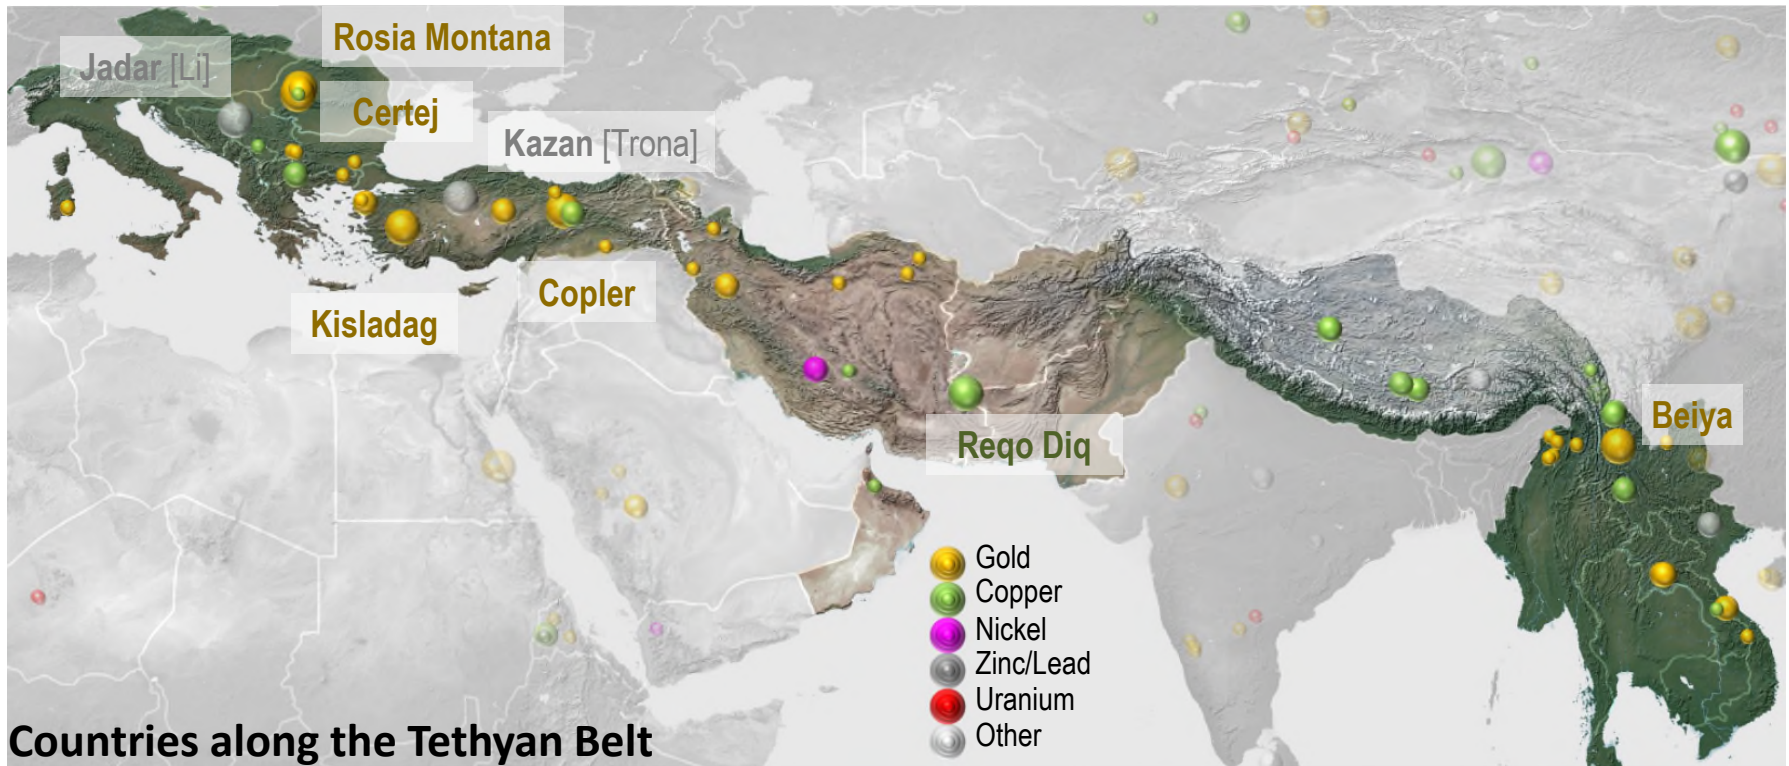 Rosia Montana
Jadar [Li]
Certej
Kazan [Trona]
Copler
Kisladag
Beiya
Reqo Diq
Gold
Copper
Nickel
Zinc/Lead
Uranium
Other
Countries along the Tethyan Belt